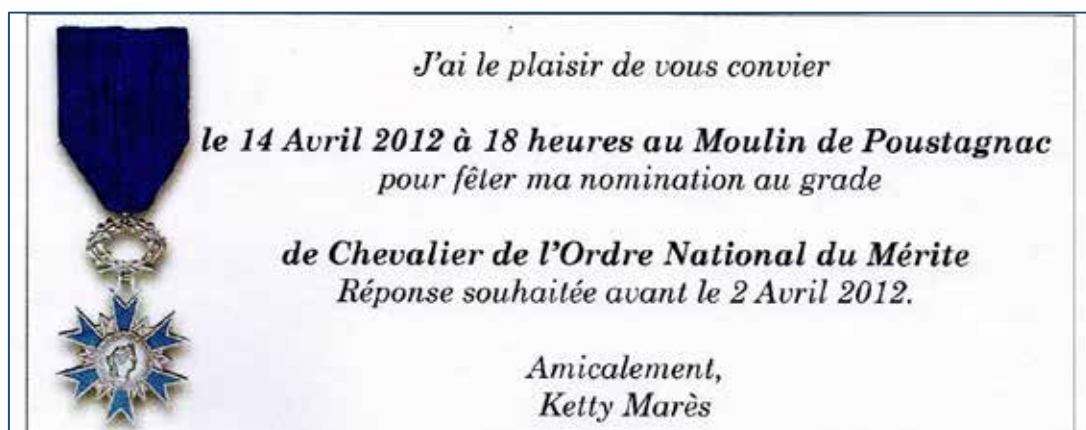 J'ai le plaisir de vous convier
le 14 Avril 2012 à 18 heures au Moulin de Poustagnac
pour fêter ma nomination au grade
de Chevalier de l'Ordre National du Mérite
Réponse souhaitée avant le 2 Avril 2012.
Amicalement,
Ketty Marès